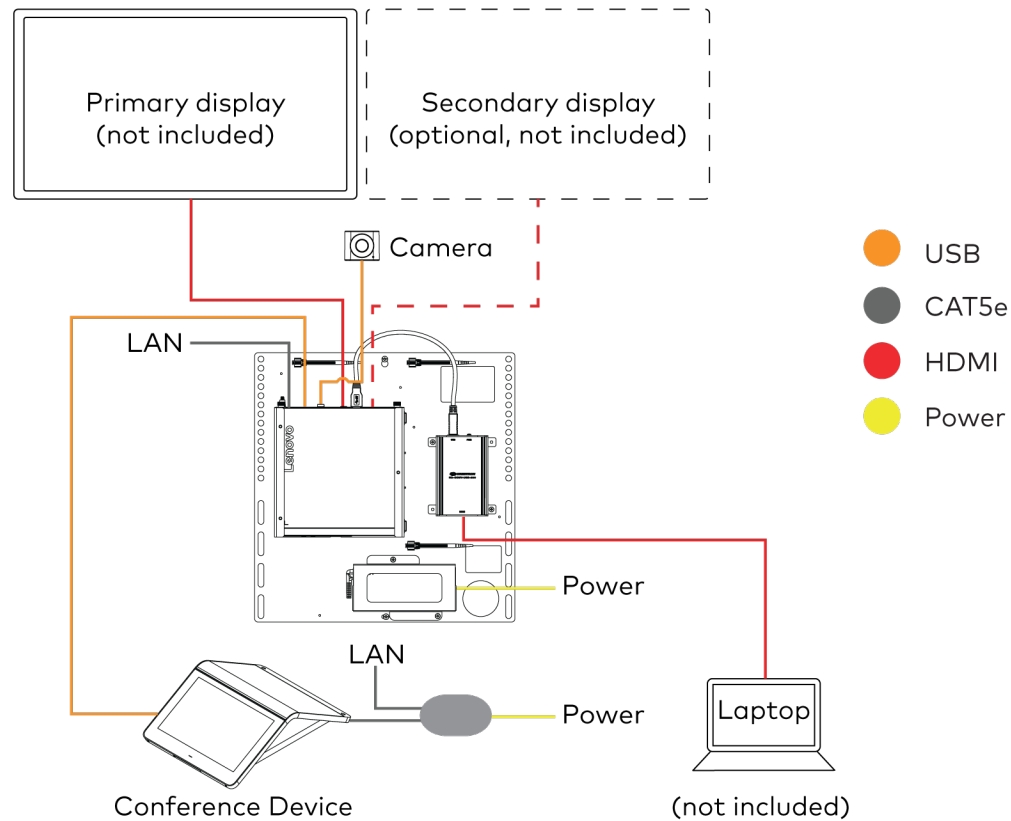 Primary display
(not included)
Secondary display
(optional, not included)
Camera
USB
CAT5e
HDMI
Power
LAN
Lenovo
Power
LAN
Power
Laptop
Conference Device
(not included)